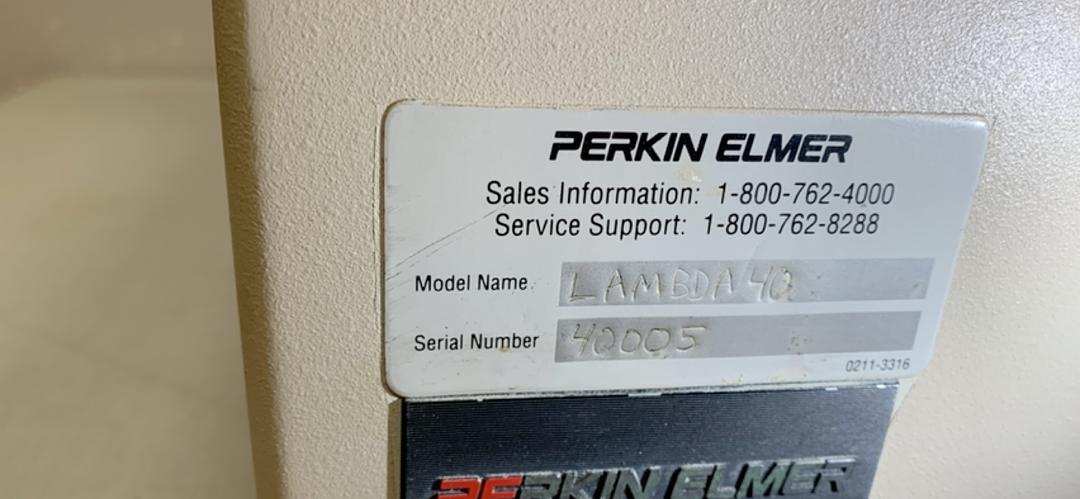 PERKIN ELMER
Sales Information: 1-800-762-4000
Service Support: 1-800-762-8288
Model Name LAMBDA 40
Serial Number 40005
0211-3316
PERKIN ELMER